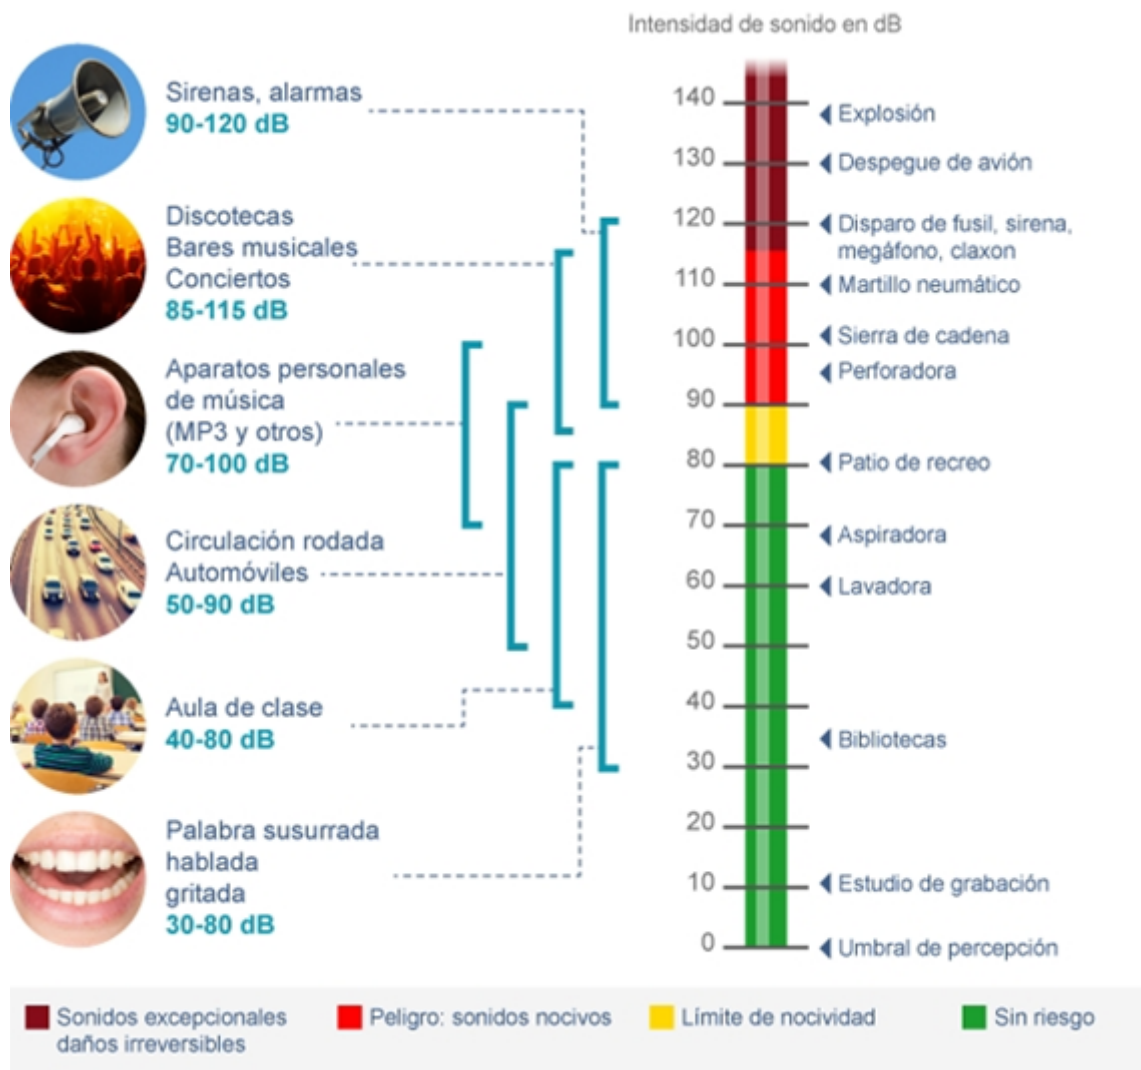 Intensidad de sonido en dB
Sirenas, alarmas
90-120 dB
Discotecas
Bares musicales
Conciertos
85-115 dB
Aparatos personales
de música
(MP3 y otros)
70-100 dB
Circulación rodada
Automóviles
50-90 dB
Aula de clase
40-80 dB
Palabra susurrada
hablada
gritada
30-80 dB
140
130
120
110
100
90
80
70
60
50
40
30
20
10
0
Explosión
Despegue de avión
Disparo de fusil, sirena,
megáfono, claxon
Martillo neumático
Sierra de cadena
Perforadora
Patio de recreo
Aspiradora
Lavadora
Bibliotecas
Estudio de grabación
Umbral de percepción
Sonidos excepcionales
daños irreversibles
Peligro: sonidos nocivos
Límite de nocividad
Sin riesgo